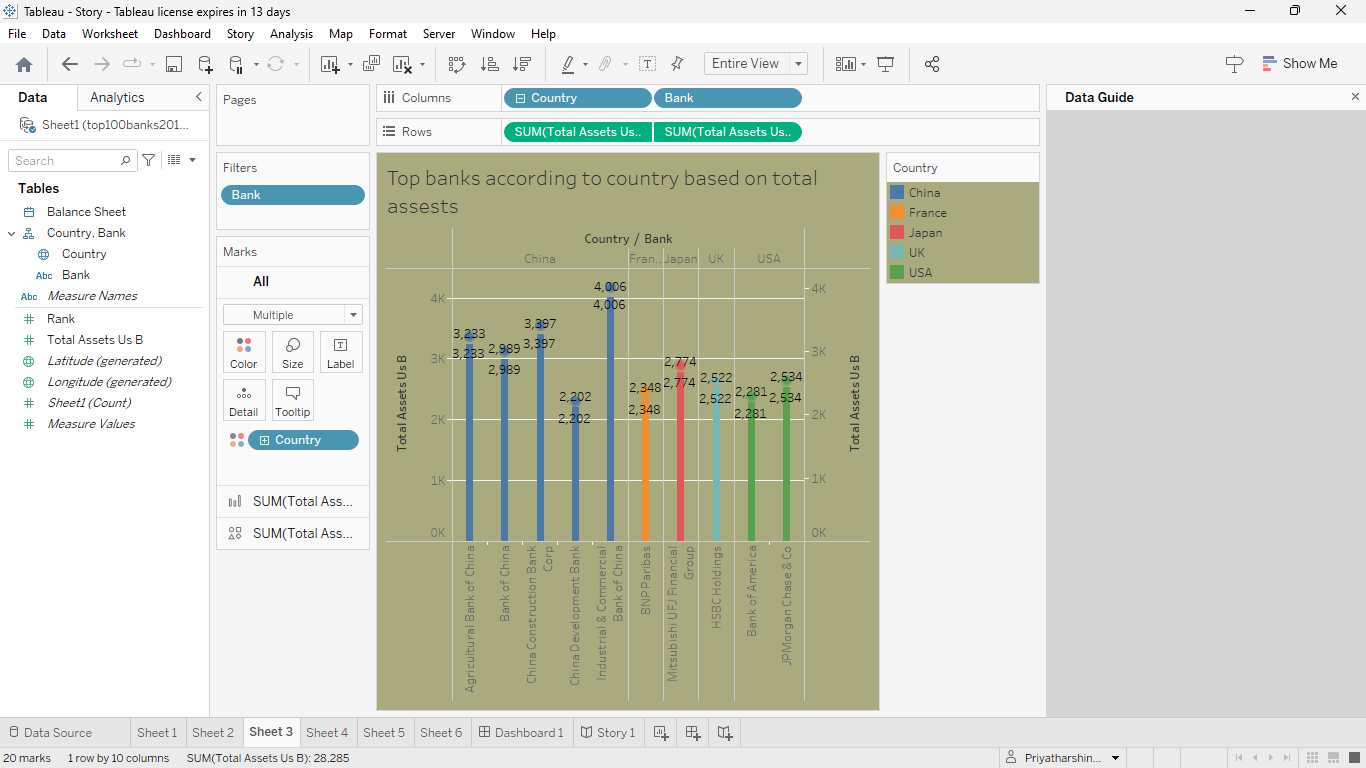 Tableau - Story - Tableau license expires in 13 days
File Data Worksheet Dashboard Story Analysis Map Format Server Window Help
Entire View
Show Me
Data Analytics
Sheet1 (top100banks201...
Search
Tables
Balance Sheet
Country, Bank
Country
Abc Bank
Abc Measure Names
Rank
Total Assets Us B
Latitude (generated)
Longitude (generated)
Sheet1 (Count)
Measure Values
Pages
Filters
Bank
Marks
All
Multiple
Color Size Label
Detail Tooltip
Country
SUM(Total Ass...
SUM(Total Ass...
Columns Country Bank
Rows SUM(Total Assets Us.. SUM(Total Assets Us..
Top banks according to country based on total
assests
Country / Bank
China Fran.. Japan UK USA
Total Assets Us B
4K
3K
2K
1K
0K
3,233
3,233
2,989
2,989
3,397
3,397
2,202
2,202
4,006
4,006
2,348
2,348
2,774
2,774
2,522
2,522
2,281
2,281
2,534
2,534
4K
3K
2K
1K
0K
Total Assets Us B
Agricultural Bank of China
Bank of China
China Construction Bank
Corp
China Development Bank
Industrial & Commercial
Bank of China
BNP Paribas
Mitsubishi UFJ Financial
Group
HSBC Holdings
Bank of America
JPMorgan Chase & Co
Country
China
France
Japan
UK
USA
Data Guide
Data Source Sheet 1 Sheet 2 Sheet 3 Sheet 4 Sheet 5 Sheet 6 Dashboard 1 Story 1
20 marks 1 row by 10 columns SUM(Total Assets Us B): 28,285
Priyatharshin...